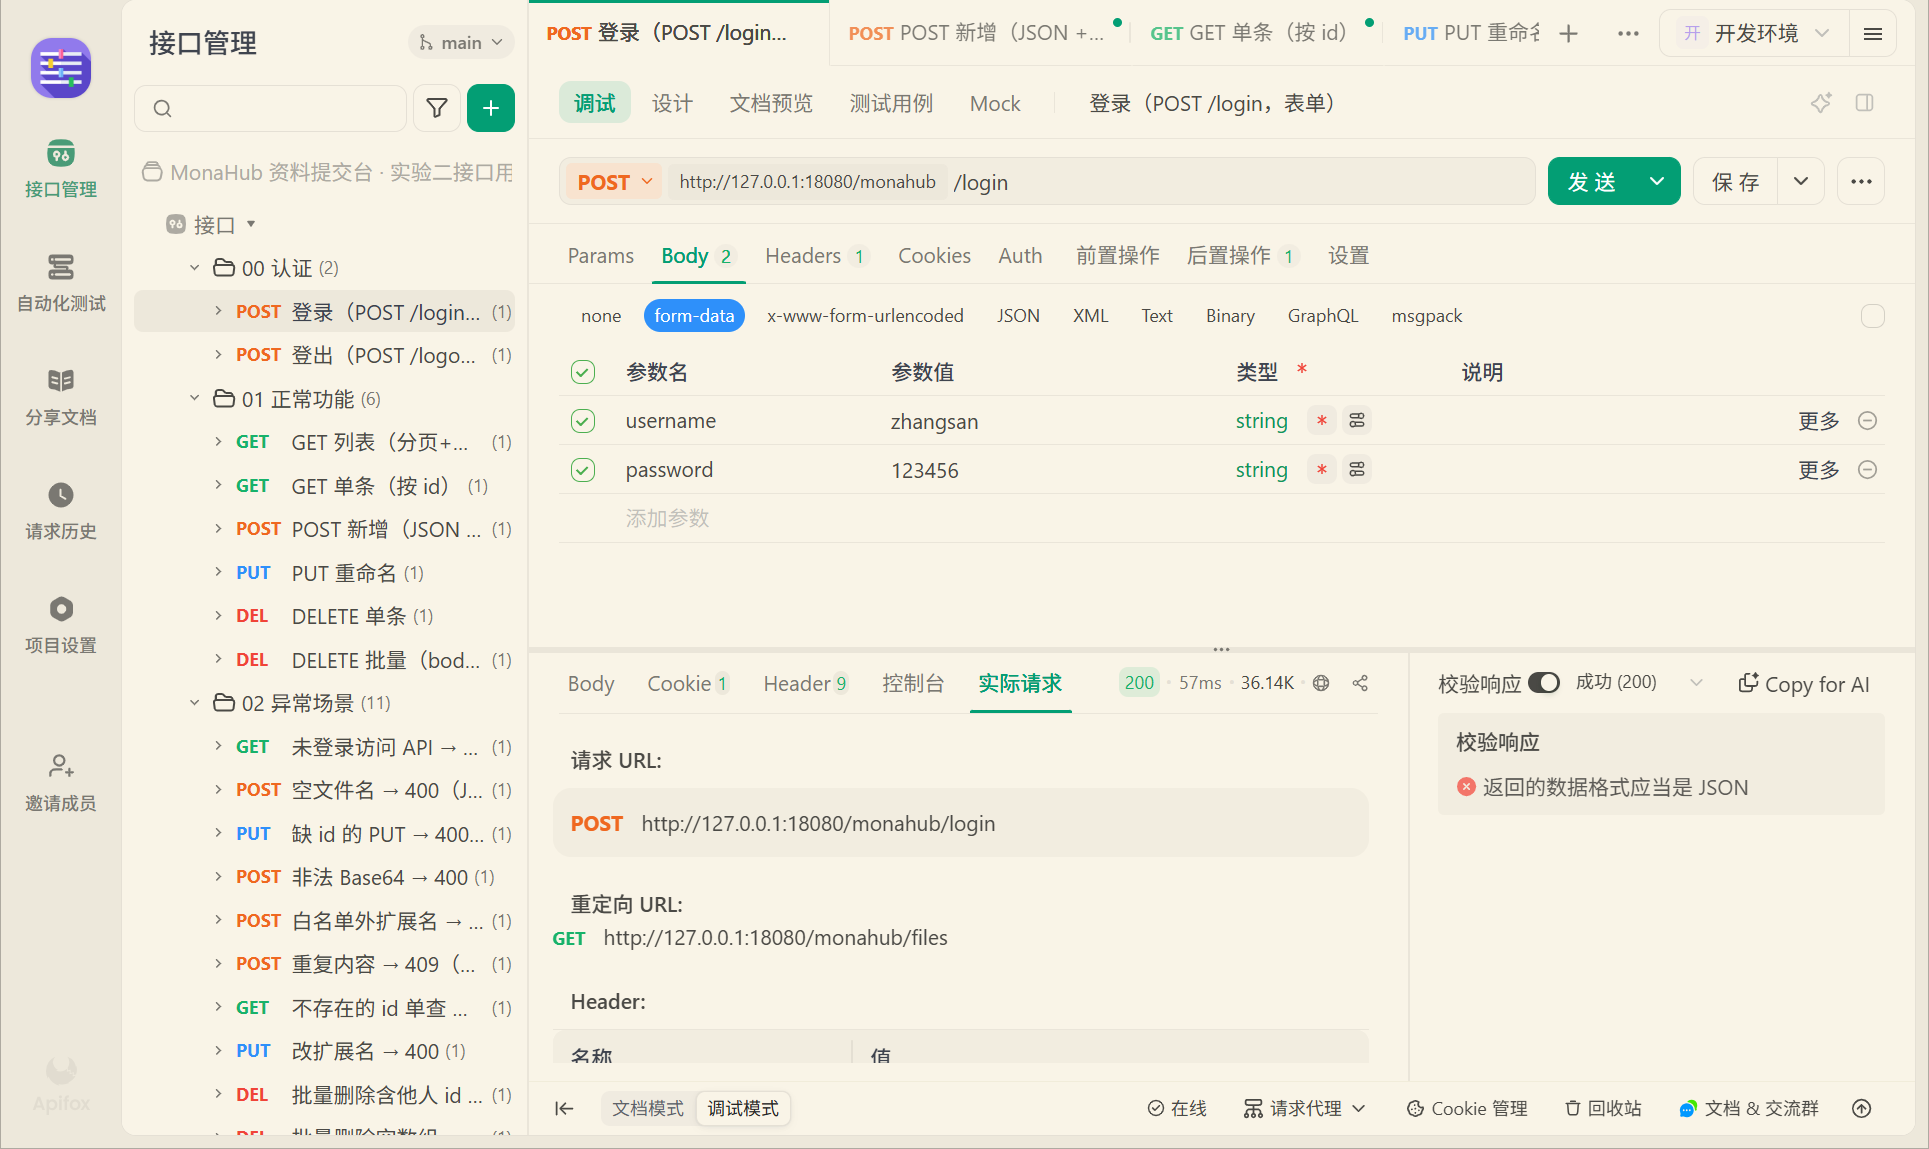 接口管理
自动化测试
分享文档
请求历史
项目设置
邀请成员
Apifox
接口管理
main
MonaHub 资料提交台 · 实验二接口用
接口
00 认证 (2)
POST 登录（POST /login... (1)
POST 登出（POST /logo... (1)
01 正常功能 (6)
GET GET 列表（分页+... (1)
GET GET 单条（按 id） (1)
POST POST 新增（JSON ... (1)
PUT PUT 重命名 (1)
DEL DELETE 单条 (1)
DEL DELETE 批量（bod... (1)
02 异常场景 (11)
GET 未登录访问 API → ... (1)
POST 空文件名 → 400（J... (1)
PUT 缺 id 的 PUT → 400... (1)
POST 非法 Base64 → 400 (1)
POST 白名单外扩展名 → ... (1)
POST 重复内容 → 409（... (1)
GET 不存在的 id 单查 ... (1)
PUT 改扩展名 → 400 (1)
DEL 批量删除含他人 id ... (1)
POST 登录（POST /login...
POST POST 新增（JSON +...
GET GET 单条（按 id）
PUT PUT 重命名
开 开发环境
调试 设计 文档预览 测试用例 Mock 登录（POST /login，表单）
POST http://127.0.0.1:18080/monahub /login
发 送 保 存
Params Body 2 Headers 1 Cookies Auth 前置操作 后置操作 1 设置
none form-data x-www-form-urlencoded JSON XML Text Binary GraphQL msgpack
参数名 参数值 类型 * 说明
username zhangsan string * 更多
password 123456 string * 更多
添加参数
Body Cookie 1 Header 9 控制台 实际请求 200 57ms 36.14K
请求 URL:
POST http://127.0.0.1:18080/monahub/login
重定向 URL:
GET http://127.0.0.1:18080/monahub/files
Header:
名称 值
校验响应 成功 (200) Copy for AI
校验响应
返回的数据格式应当是 JSON
文档模式 调试模式
在线 请求代理 Cookie 管理 回收站 文档 & 交流群